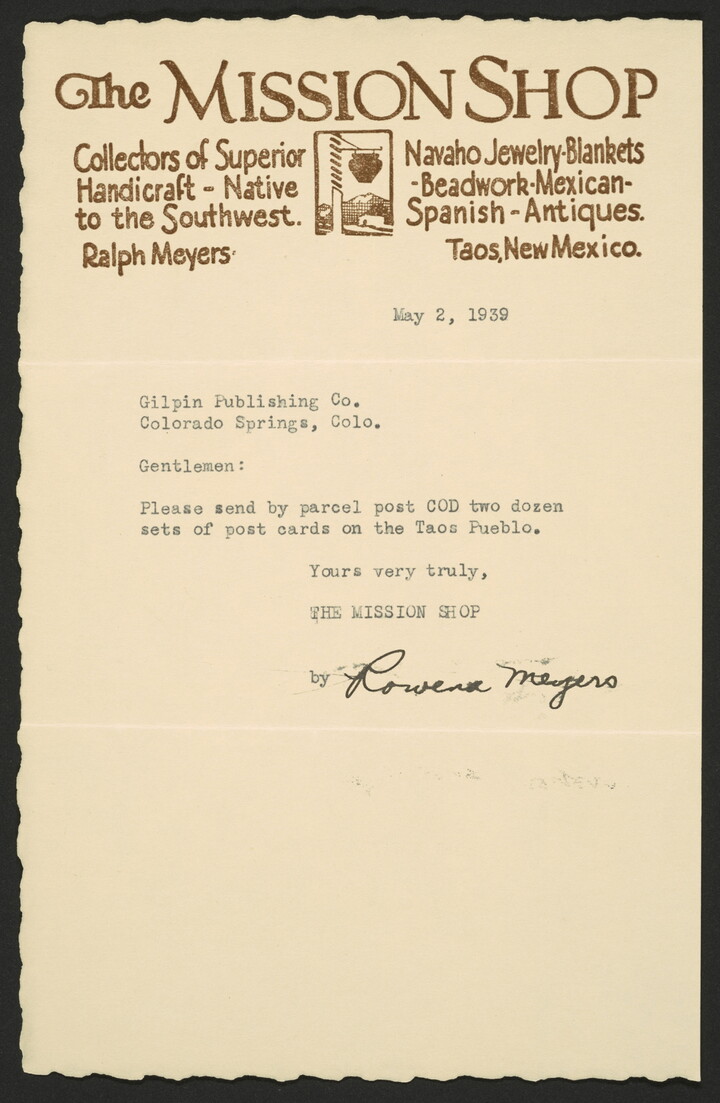 The MISSION SHOP
Collectors of Superior
Handicraft - Native
to the Southwest.
Ralph Meyers
Navaho Jewelry-Blankets
-Beadwork-Mexican-
Spanish-Antiques.
Taos, New Mexico.
May 2, 1939
Gilpin Publishing Co.
Colorado Springs, Colo.
Gentlemen:
Please send by parcel post COD two dozen
sets of post cards on the Taos Pueblo.
Yours very truly,
THE MISSION SHOP
by Rowena Meyers